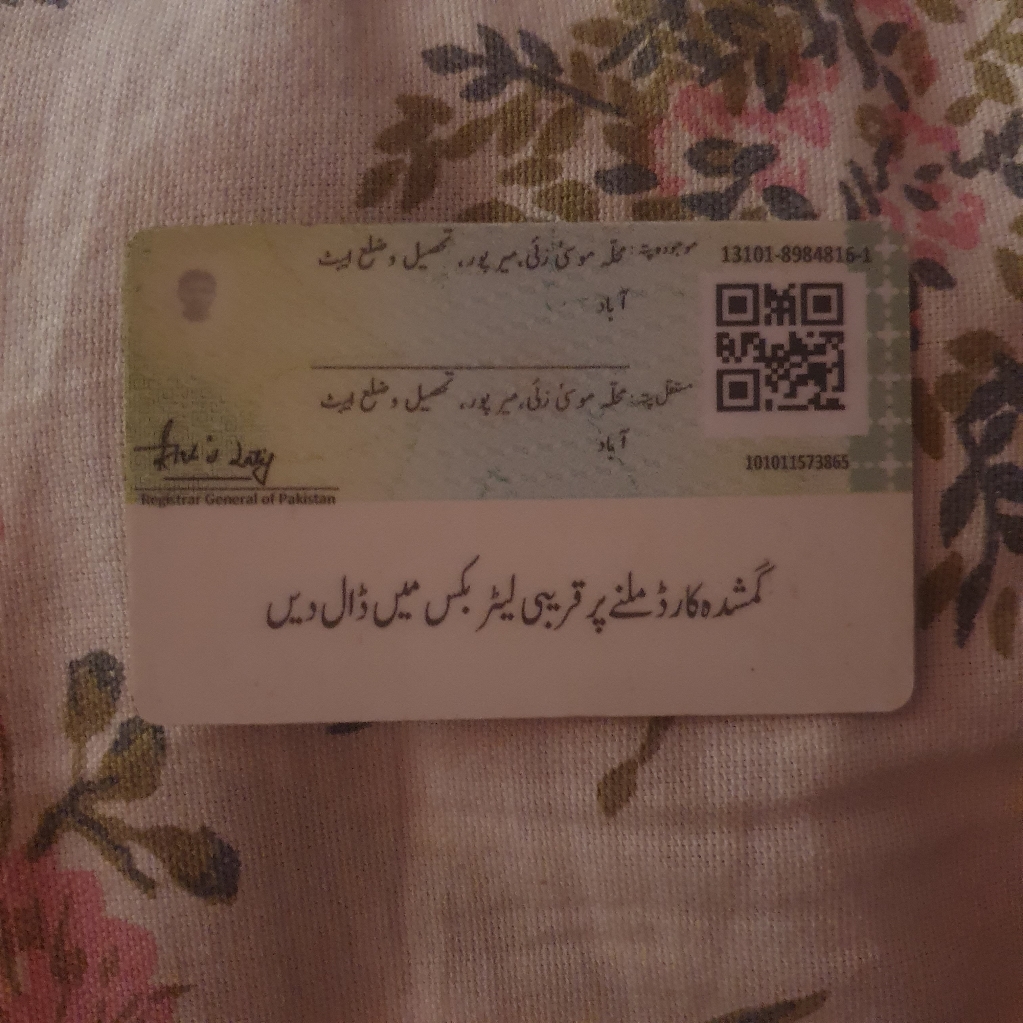 موجودہ پتہ: محلہ موسیٰ زئی، میر پور، تحصیل و ضلع ایبٹ
آباد
13101-8984816-1
مستقل پتہ: محلہ موسیٰ زئی، میر پور، تحصیل و ضلع ایبٹ
آباد
101011573865
Registrar General of Pakistan
گمشدہ کارڈ ملنے پر قریبی لیٹر بکس میں ڈال دیں